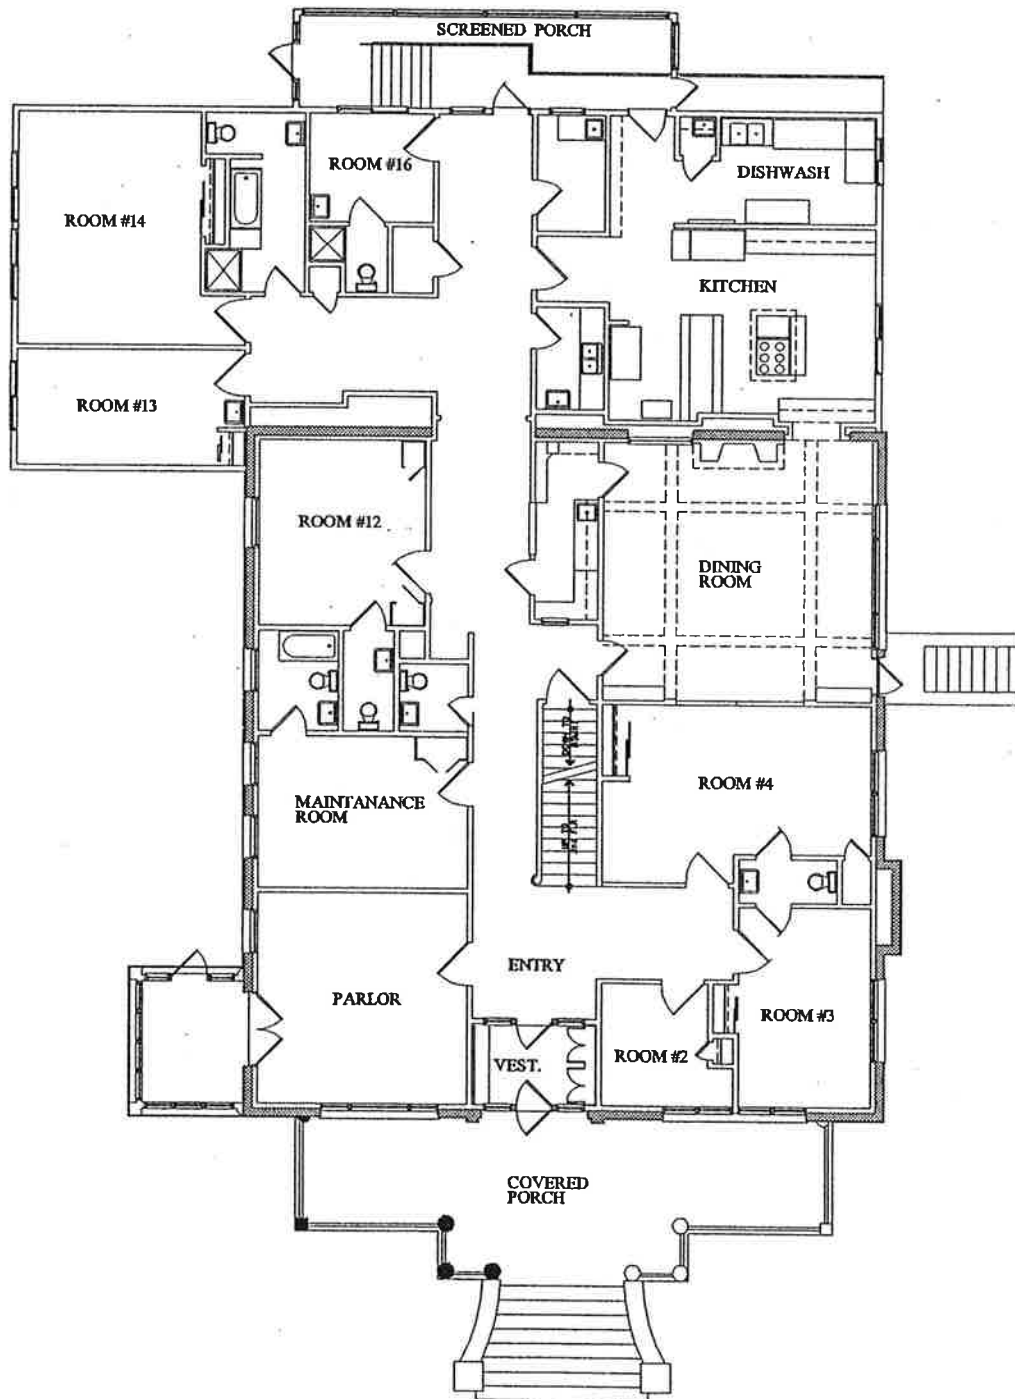 SCREENED PORCH
ROOM #16
DISHWASH
ROOM #14
KITCHEN
ROOM #13
ROOM #12
DINING
ROOM
ROOM #4
MAINTANANCE
ROOM
ENTRY
PARLOR
ROOM #3
ROOM #2
VEST.
COVERED
PORCH